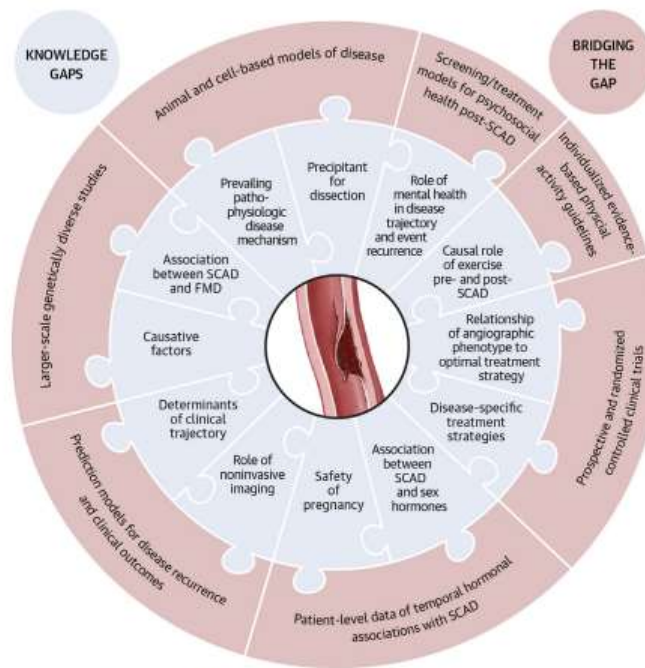 KNOWLEDGE
GAPS
BRIDGING
THE
GAP
Animal and cell-based models of disease
Screening/treatment
models for psychosocial
health post-SCAD
Individualized evidence-
based physcial
activity guidelines
Prospective and randomized
controlled clinical trials
Patient-level data of temporal hormonal
associations with SCAD
Prediction models for disease recurrence
and clinical outcomes
Larger-scale genetically diverse studies
Precipitant
for
dissection
Role of
mental health
in disease
trajectory
and event
recurrence
Causal role
of exercise
pre- and post-
SCAD
Relationship
of angiographic
phenotype to
optimal treatment
strategy
Disease-specific
treatment
strategies
Association
between
SCAD
and sex
hormones
Safety
of
pregnancy
Role of
noninvasive
imaging
Determinants
of clinical
trajectory
Causative
factors
Association
between SCAD
and FMD
Prevailing
patho-
physiologic
disease
mechanism